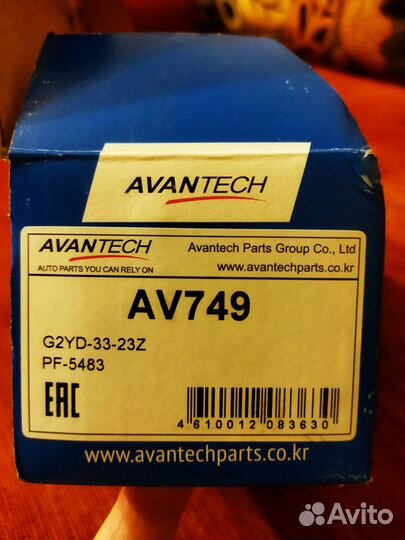 AVANTECH
AVANTECH
AUTO PARTS YOU CAN RELY ON
Avantech Parts Group Co., Ltd
www.avantechparts.co.kr
AV749
G2YD-33-23Z
PF-5483
EAC
4 610012 083630
www.avantechparts.co.kr
Avito